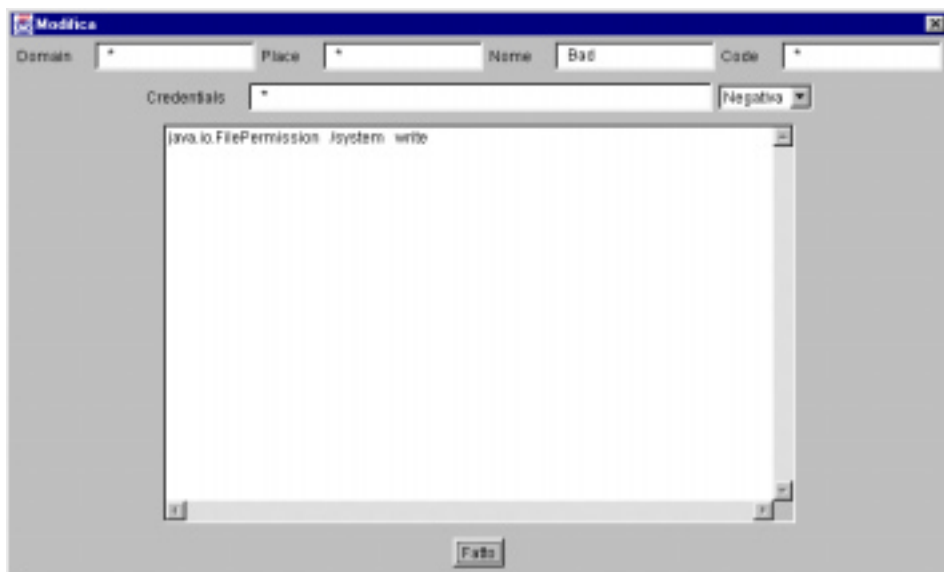 Modifica
Domain * Place * Nome Bad Code *
Credentials * Negativa
java.io.FilePermission /system write
Fatto